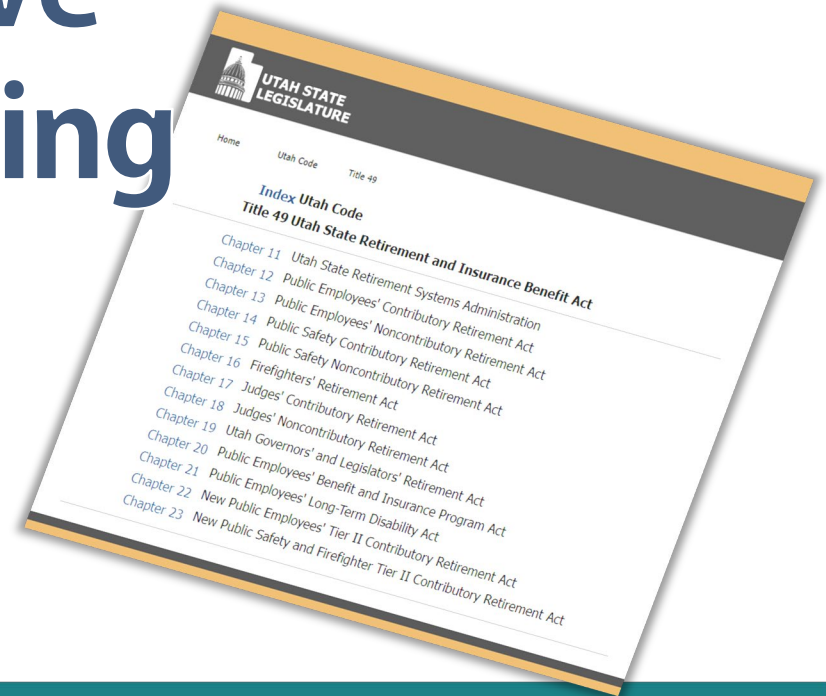 ing
UTAH STATE
LEGISLATURE
Home Utah Code Title 49
Index Utah Code
Title 49 Utah State Retirement and Insurance Benefit Act
Chapter 11 Utah State Retirement Systems Administration
Chapter 12 Public Employees' Contributory Retirement Act
Chapter 13 Public Employees' Noncontributory Retirement Act
Chapter 14 Public Safety Contributory Retirement Act
Chapter 15 Public Safety Noncontributory Retirement Act
Chapter 16 Firefighters' Retirement Act
Chapter 17 Judges' Contributory Retirement Act
Chapter 18 Judges' Noncontributory Retirement Act
Chapter 19 Utah Governors' and Legislators' Retirement Act
Chapter 20 Public Employees' Benefit and Insurance Program Act
Chapter 21 Public Employees' Long-Term Disability Act
Chapter 22 New Public Employees' Tier II Contributory Retirement Act
Chapter 23 New Public Safety and Firefighter Tier II Contributory Retirement Act